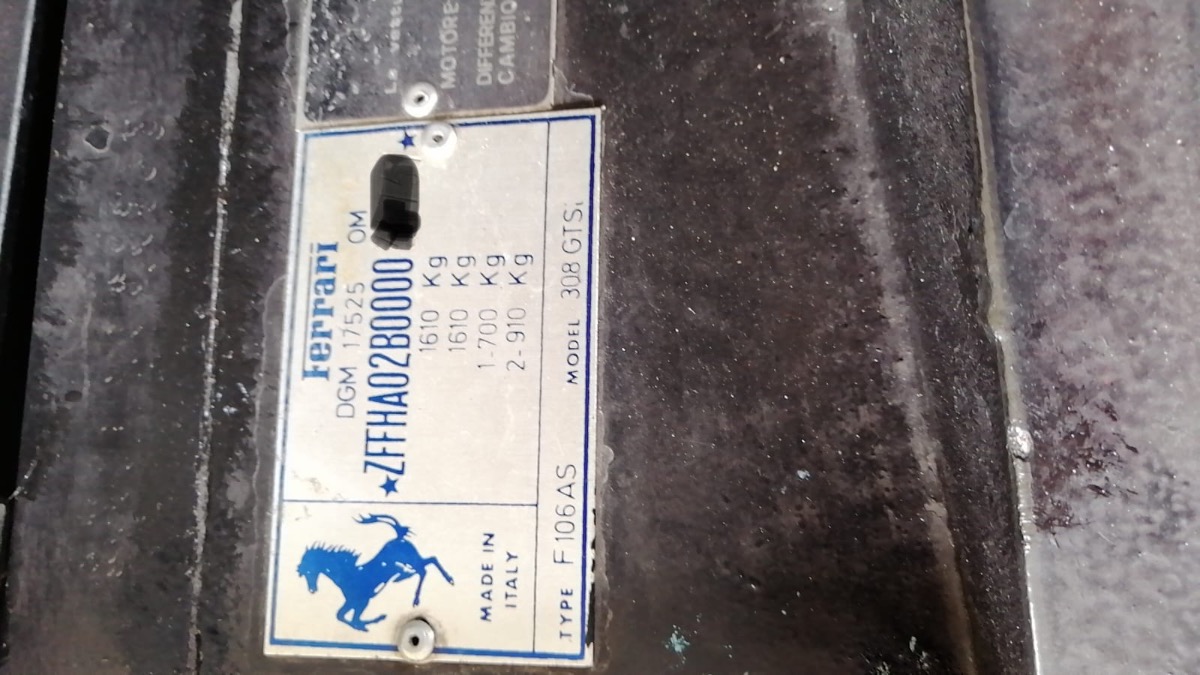 MOTORE
CAMBIO
Ferrari
DGM 17525 OM
★ZFFHA02B0000
★
1610 Kg
1610 Kg
1-700 Kg
2-910 Kg
MADE IN
ITALY
TYPE F106AS MODEL 308 GTSi